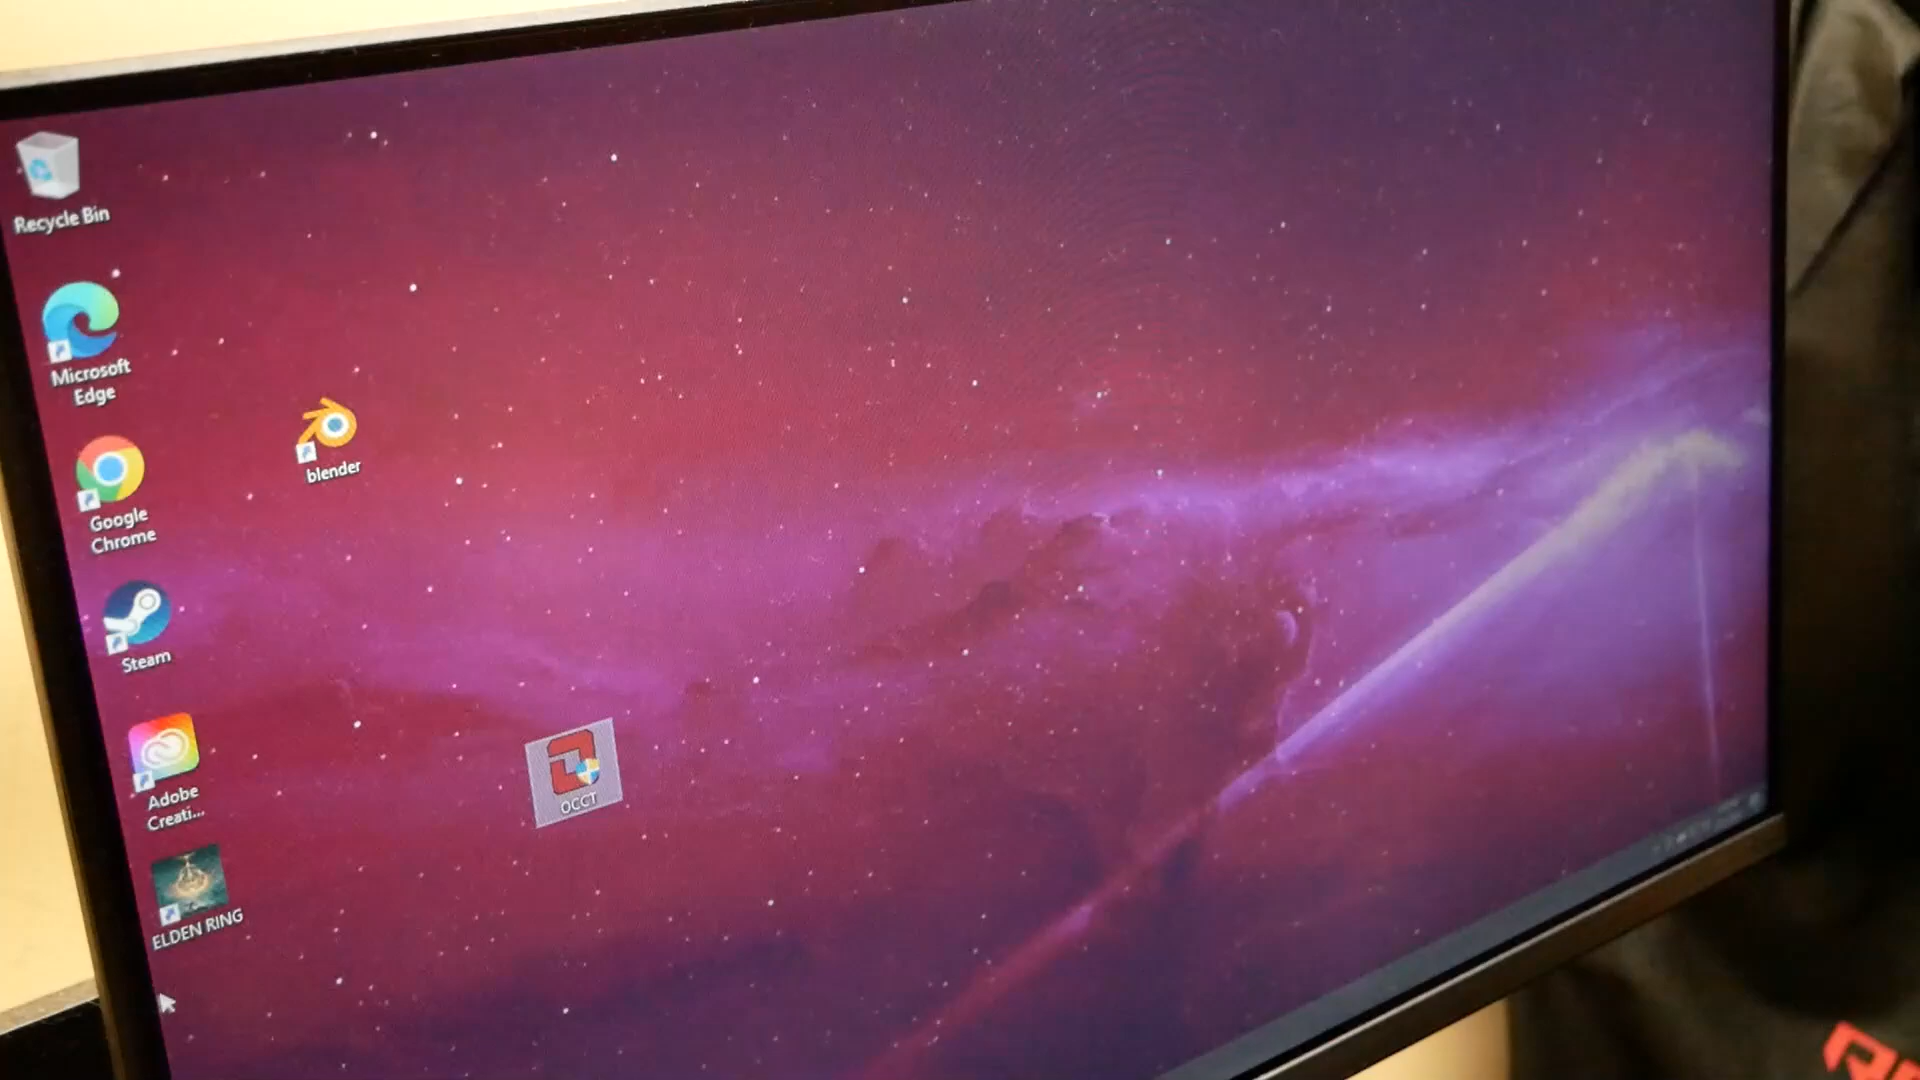 Recycle Bin
Microsoft
Edge
Google
Chrome
Steam
Adobe
Creati...
ELDEN RING
blender
OCCT